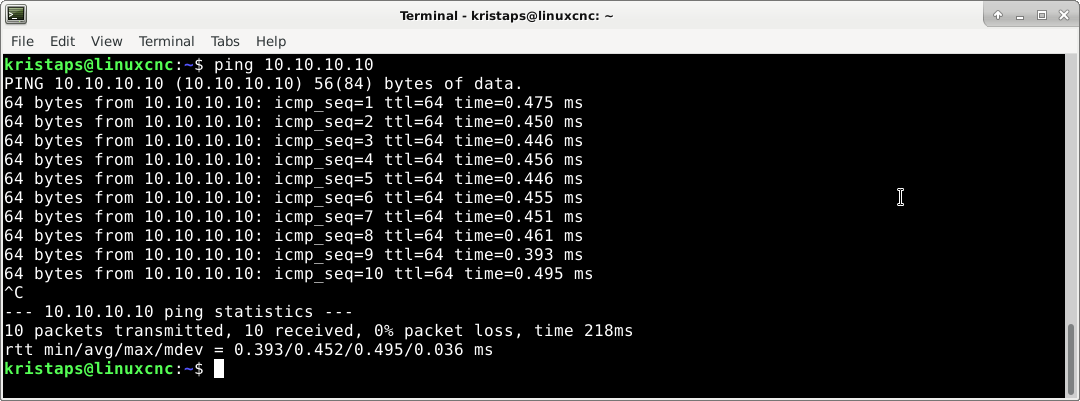 Terminal - kristaps@linuxcnc: ~
File Edit View Terminal Tabs Help
kristaps@linuxcnc:~$ ping 10.10.10.10
PING 10.10.10.10 (10.10.10.10) 56(84) bytes of data.
64 bytes from 10.10.10.10: icmp_seq=1 ttl=64 time=0.475 ms
64 bytes from 10.10.10.10: icmp_seq=2 ttl=64 time=0.450 ms
64 bytes from 10.10.10.10: icmp_seq=3 ttl=64 time=0.446 ms
64 bytes from 10.10.10.10: icmp_seq=4 ttl=64 time=0.456 ms
64 bytes from 10.10.10.10: icmp_seq=5 ttl=64 time=0.446 ms
64 bytes from 10.10.10.10: icmp_seq=6 ttl=64 time=0.455 ms
64 bytes from 10.10.10.10: icmp_seq=7 ttl=64 time=0.451 ms
64 bytes from 10.10.10.10: icmp_seq=8 ttl=64 time=0.461 ms
64 bytes from 10.10.10.10: icmp_seq=9 ttl=64 time=0.393 ms
64 bytes from 10.10.10.10: icmp_seq=10 ttl=64 time=0.495 ms
^C
--- 10.10.10.10 ping statistics ---
10 packets transmitted, 10 received, 0% packet loss, time 218ms
rtt min/avg/max/mdev = 0.393/0.452/0.495/0.036 ms
kristaps@linuxcnc:~$